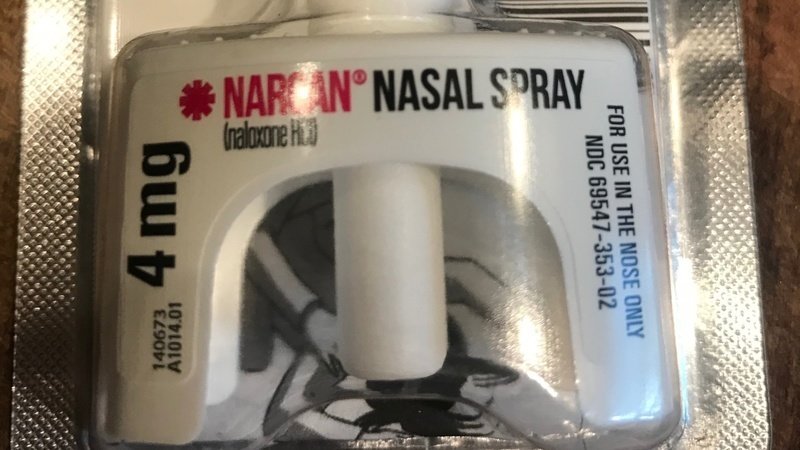 NARCAN® NASAL SPRAY
(naloxone HCl)
4 mg
140673
A1014.01
FOR USE IN THE NOSE ONLY
NDC 69547-353-02